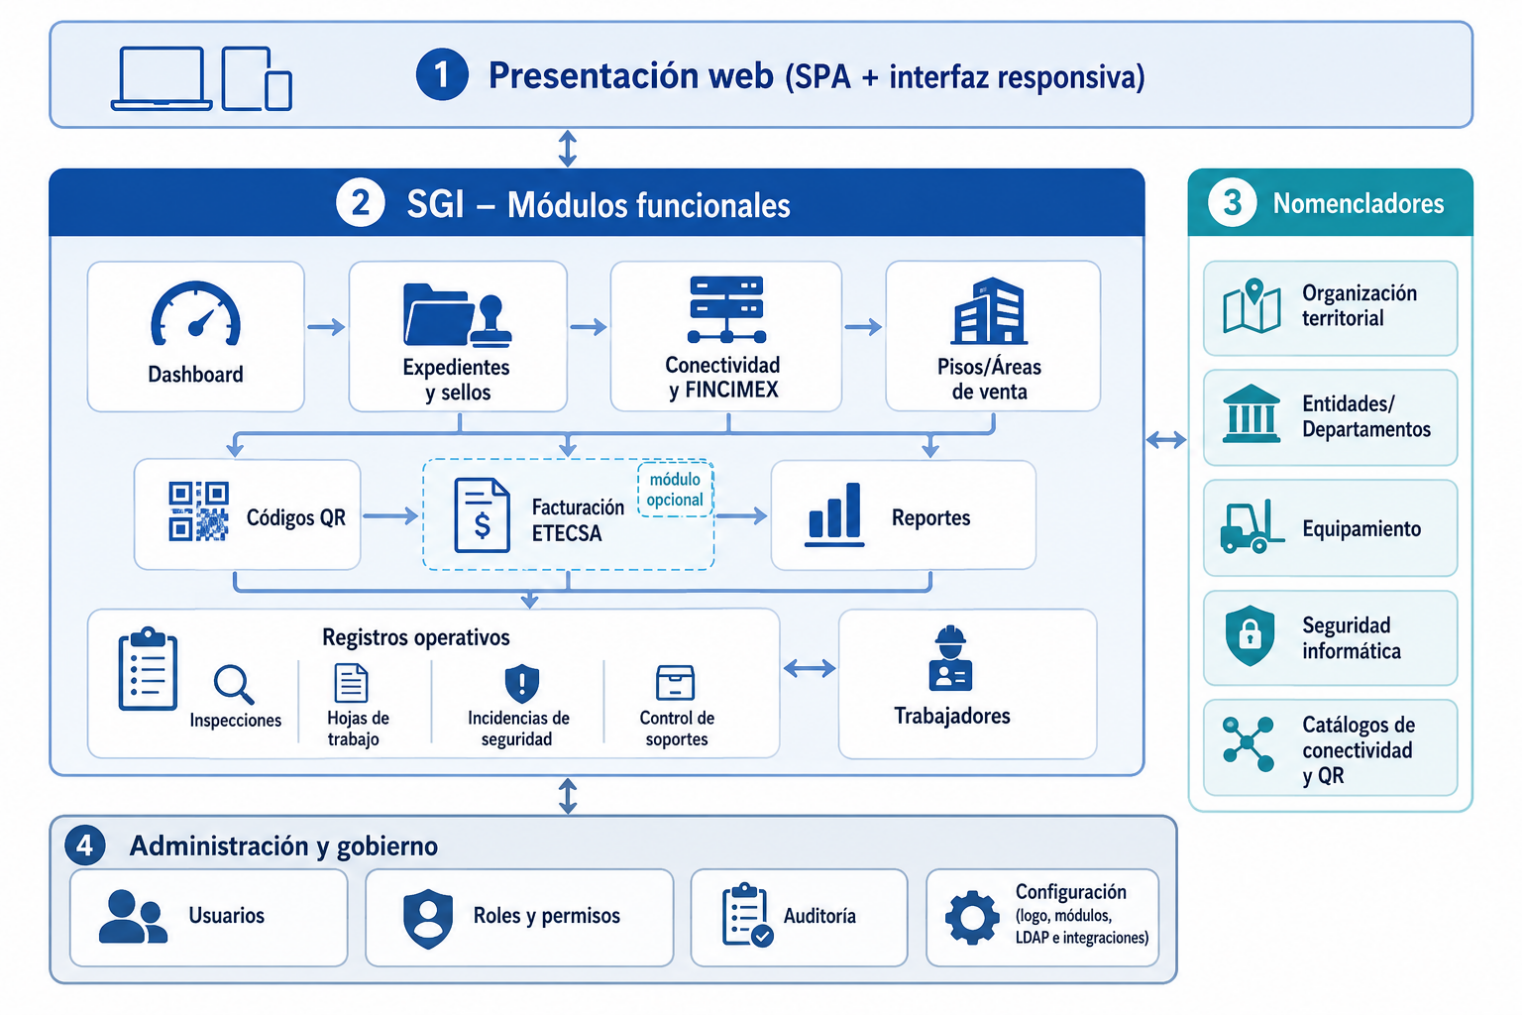 1 Presentación web (SPA + interfaz responsiva)
2 SGI – Módulos funcionales
Dashboard
Expedientes
y sellos
Conectividad
y FINCIMEX
Pisos/Áreas
de venta
Códigos QR
Facturación
ETECSA
módulo
opcional
$
Reportes
Registros operativos
Inspecciones
Hojas de
trabajo
Incidencias de
seguridad
Control de
soportes
Trabajadores
3 Nomencladores
Organización
territorial
Entidades/
Departamentos
Equipamiento
Seguridad
informática
Catálogos de
conectividad
y QR
4 Administración y gobierno
Usuarios
Roles y permisos
Auditoría
Configuración
(logo, módulos,
LDAP e integraciones)